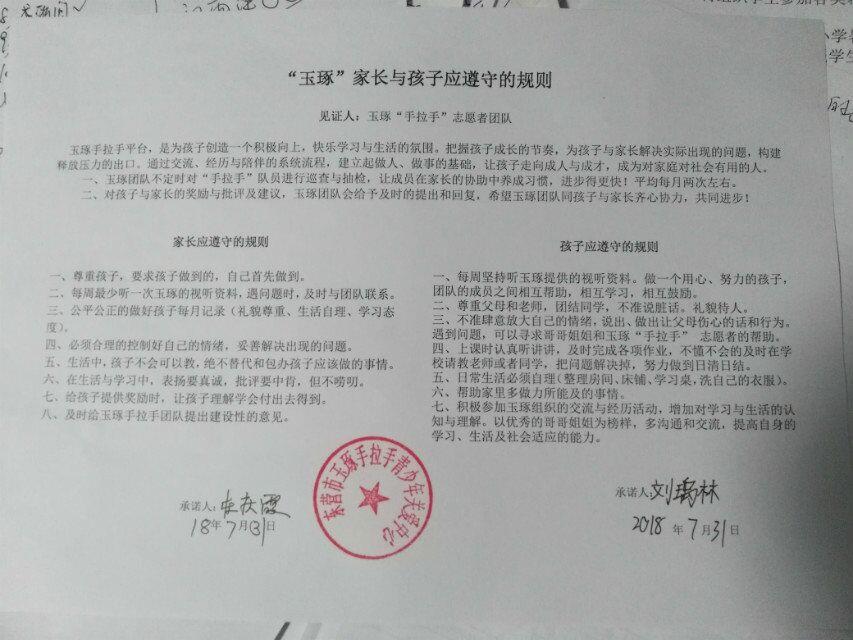 “玉琢”家长与孩子应遵守的规则
见证人：玉琢“手拉手”志愿者团队
玉琢手拉手平台，是为孩子创造一个积极向上，快乐学习与生活的氛围。把握孩子成长的节奏，为孩子与家长解决实际出现的问题，构建
释放压力的出口。通过交流、经历与陪伴的系统流程，建立起做人、做事的基础，让孩子走向成人与成才，成为对家庭对社会有用的人。
一、玉琢团队不定时对“手拉手”队员进行巡查与抽检，让成员在家长的协助中养成习惯，进步得更快！平均每月两次左右。
二、对孩子与家长的奖励与批评及建议，玉琢团队会给予及时的提出和回复，希望玉琢团队同孩子与家长齐心协力，共同进步！
家长应遵守的规则
一、尊重孩子，要求孩子做到的，自己首先做到。
二、每周最少听一次玉琢的视听资料，遇问题时，及时与团队联系。
三、公平公正的做好孩子每月记录（礼貌尊重、生活自理、学习态
度）。
四、必须合理的控制好自己的情绪，妥善解决出现的问题。
五、生活中，孩子不会可以教，绝不替代和包办孩子应该做的事情。
六、在生活与学习中，表扬要真诚，批评要中肯，但不唠叨。
七、给孩子提供奖励时，让孩子理解学会付出去得到。
八、及时给玉琢手拉手团队提出建设性的意见。
承诺人：
18年7月31日
孩子应遵守的规则
一、每周坚持听玉琢提供的视听资料。做一个用心、努力的孩子，
团队的成员之间相互帮助，相互学习，相互鼓励。
二、尊重父母和老师，团结同学，不准说脏话。礼貌待人。
三、不准肆意放大自己的情绪，说出、做出让父母伤心的话和行为。
遇到问题，可以寻求哥哥姐姐和玉琢“手拉手” 志愿者的帮助。
四、上课时认真听讲讲，及时完成各项作业，不懂不会的及时在学
校请教老师或者同学，把问题解决掉，努力做到日清日结。
五、日常生活必须自理（整理房间、床铺、学习桌，洗自己的衣服）。
六、帮助家里多做力所能及的事情。
七、积极参加玉琢组织的交流与经历活动，增加对学习与生活的认
知与理解。以优秀的哥哥姐姐为榜样，多沟通和交流，提高自身的
学习、生活及社会适应的能力。
承诺人：刘禹林
2018年7月31日
东营市玉琢手拉手青少年关爱中心